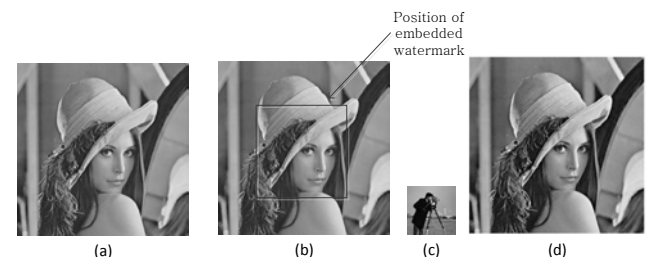 Position of
embedded
watermark
(a)
(b)
(c)
(d)